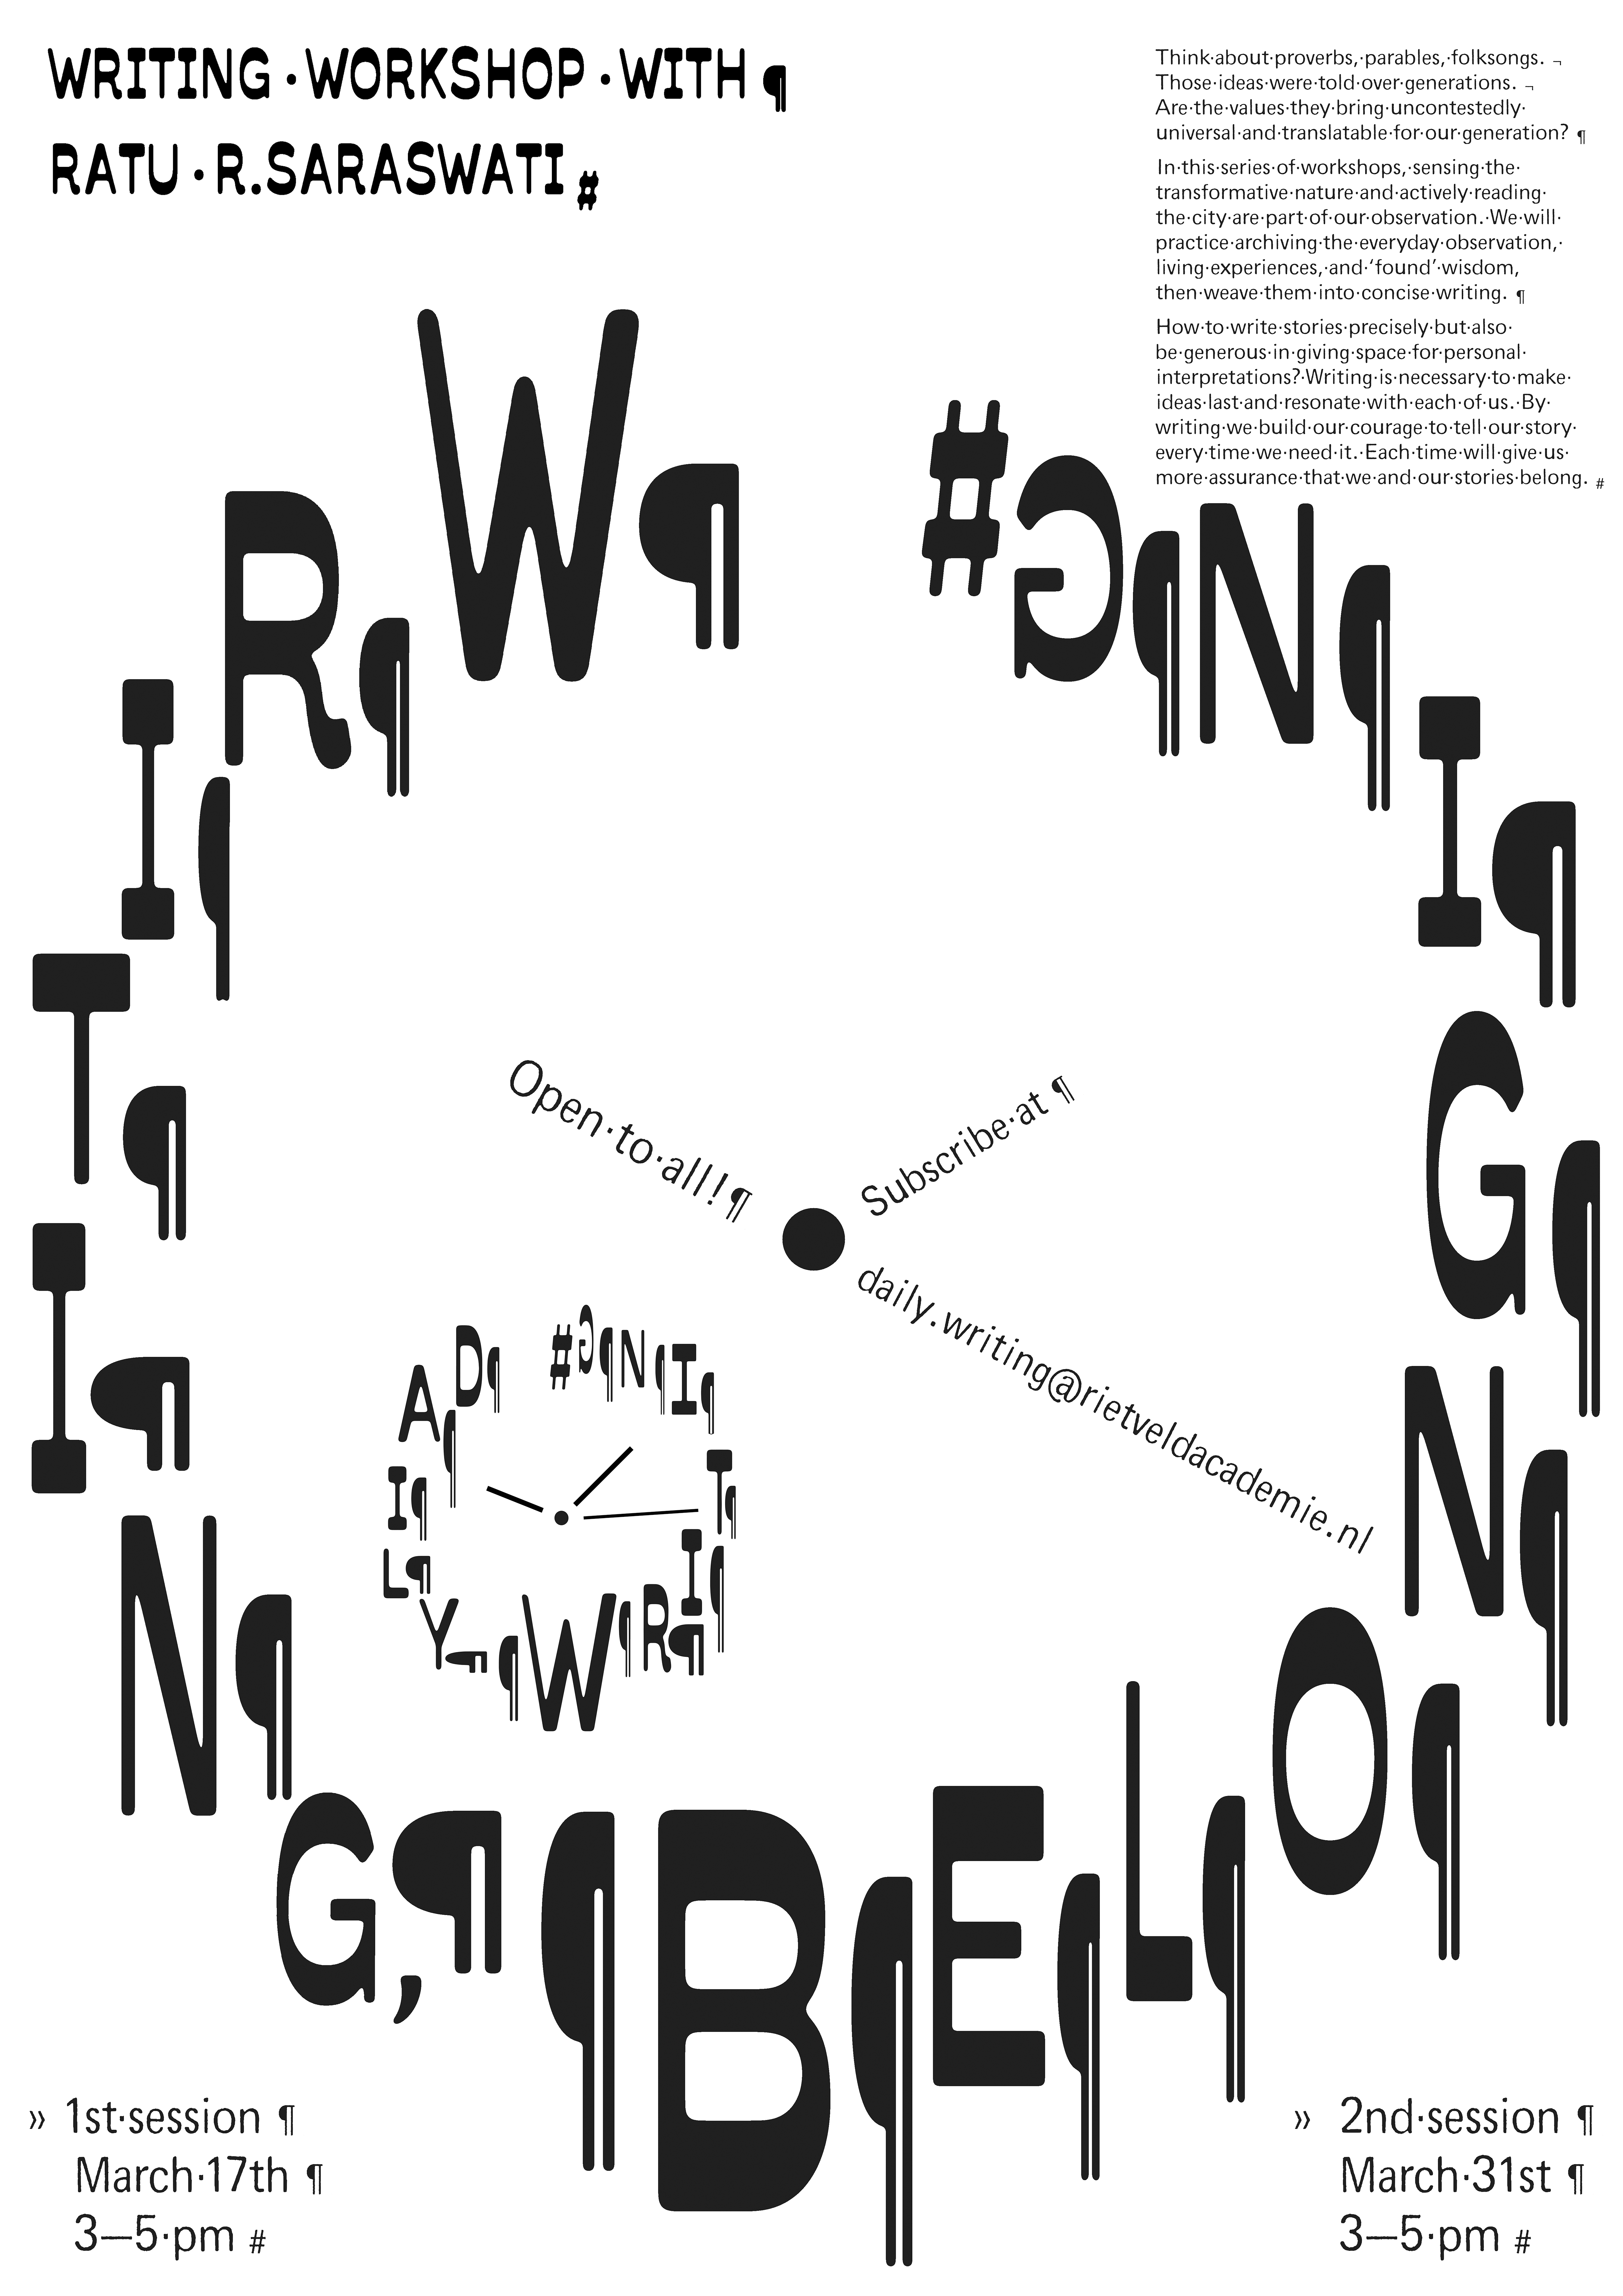 WRITING·WORKSHOP·WITH¶
RATU·R.SARASWATI#
Think·about·proverbs,·parables,·folksongs. ¬
Those·ideas·were·told·over·generations. ¬
Are·the·values·they·bring·uncontestedly·
universal·and·translatable·for·our·generation? ¶
In·this·series·of·workshops,·sensing·the·
transformative·nature·and·actively·reading·
the·city·are·part·of·our·observation.·We·will·
practice·archiving·the·everyday·observation,·
living·experiences,·and·‘found’·wisdom,
then·weave·them·into·concise·writing. ¶
How·to·write·stories·precisely·but·also·
be·generous·in·giving·space·for·personal·
interpretations?·Writing·is·necessary·to·make·
ideas·last·and·resonate·with·each·of·us.·By·
writing·we·build·our·courage·to·tell·our·story·
every·time·we·need·it.·Each·time·will·give·us·
more·assurance·that·we·and·our·stories·belong. #
W¶R¶I¶T¶I¶N¶G,¶
¶B¶E¶L¶O¶N¶G¶I¶N¶G#
Open·to·all!¶
Subscribe·at ¶
daily.writing@rietveldacademie.nl
D¶A¶I¶L¶Y¶
¶W¶R¶I¶T¶I¶N¶G#
» 1st·session ¶
March·17th ¶
3—5·pm #
» 2nd·session ¶
March·31st ¶
3—5·pm #